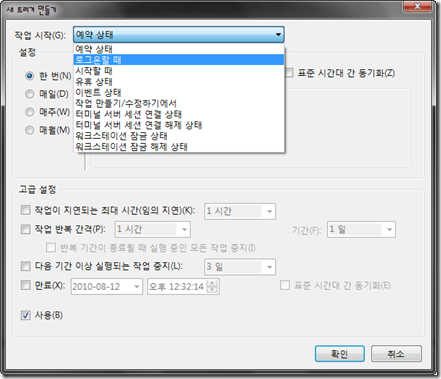 새 트리거 만들기
작업 시작(G): 예약 상태
예약 상태
로그온할 때
시작할 때
유휴 상태
이벤트 상태
작업 만들기/수정하기에서
터미널 서버 세션 연결 상태
터미널 서버 세션 연결 해제 상태
워크스테이션 잠금 상태
워크스테이션 잠금 해제 상태
설정
한 번(N)
표준 시간대 간 동기화(Z)
매일(D)
매주(W)
매월(M)
고급 설정
작업이 지연되는 최대 시간(임의 지연)(K): 1 시간
작업 반복 간격(P): 1 시간 기간(F): 1 일
반복 기간이 종료될 때 실행 중인 모든 작업 중지(I)
다음 기간 이상 실행되는 작업 중지(L): 3 일
만료(X): 2010-08-12 오후 12:32:14 표준 시간대 간 동기화(E)
사용(B)
확인 취소